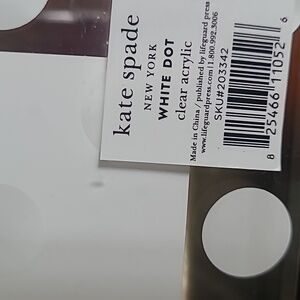 kate spade
NEW YORK
WHITE DOT
clear acrylic
Made in China / published by lifeguard press
www.lifeguardpress.com 1.800.992.3006
SKU#203342
8 25466 11052 6